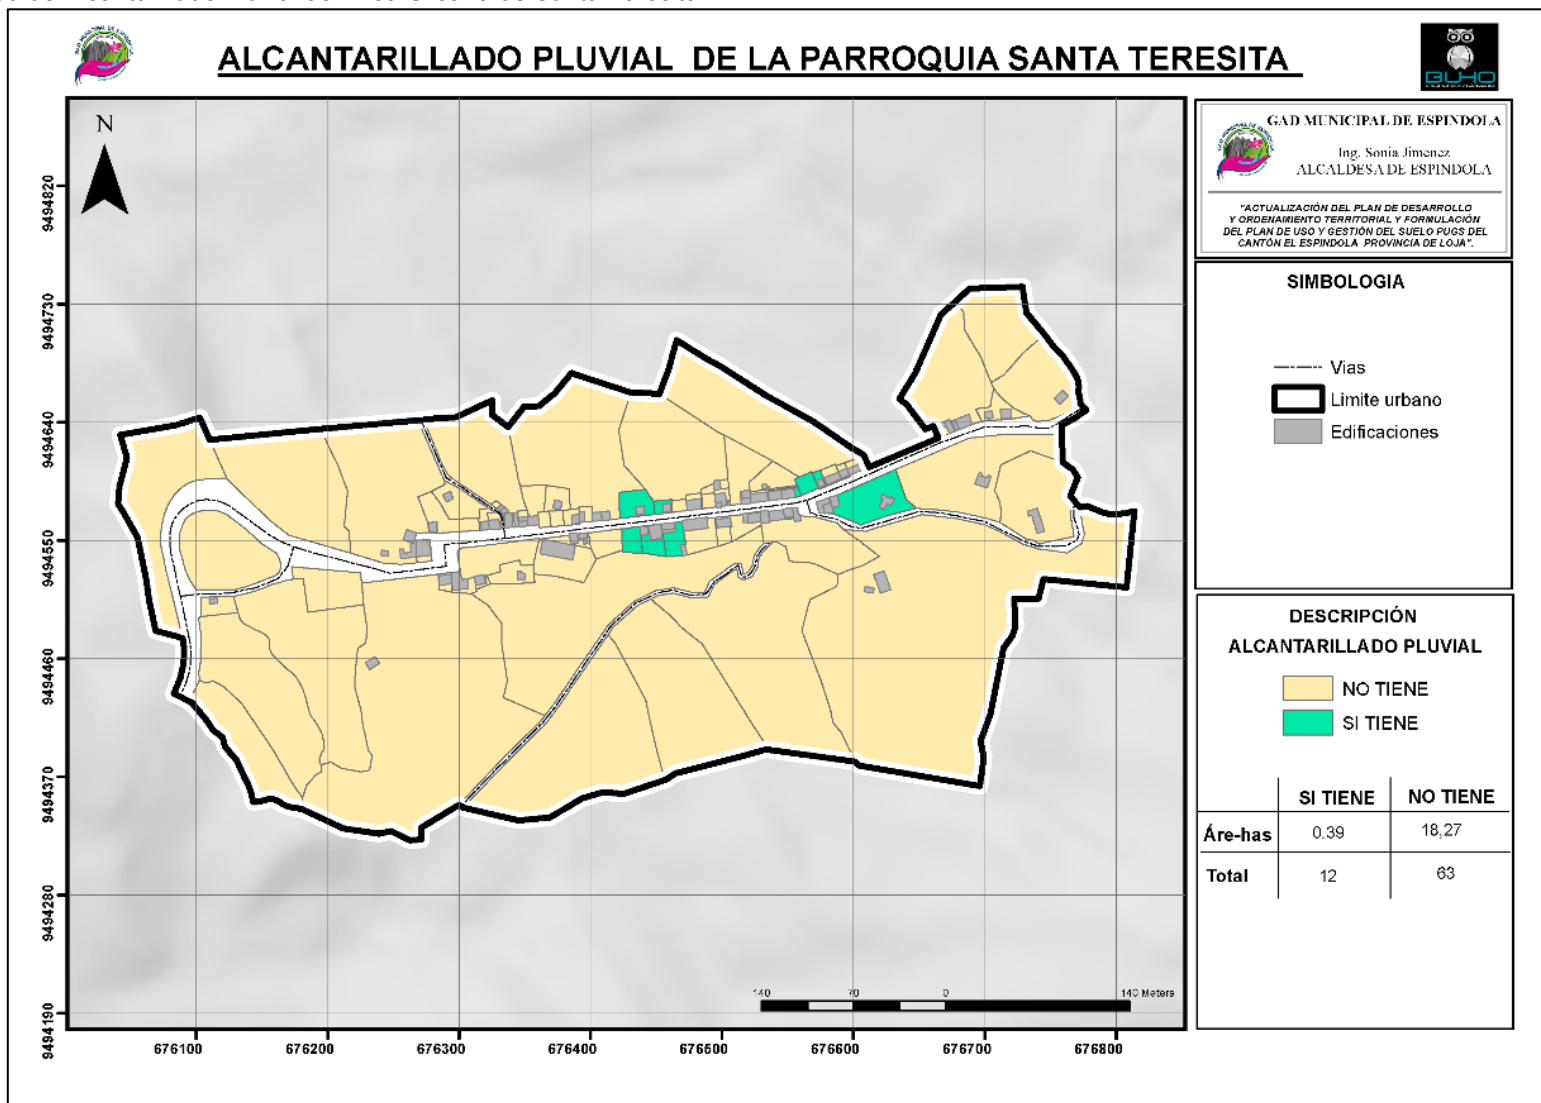 ALCANTARILLADO PLUVIAL DE LA PARROQUIA SANTA TERESITA
BUHO
N
GAD MUNICIPAL DE ESPINDOLA
Ing. Sonia Jimenez
ALCALDESA DE ESPINDOLA
"ACTUALIZACIÓN DEL PLAN DE DESARROLLO
Y ORDENAMIENTO TERRITORIAL Y FORMULACIÓN
DEL PLAN DE USO Y GESTIÓN DEL SUELO PUGS DEL
CANTÓN EL ESPINDOLA PROVINCIA DE LOJA".
SIMBOLOGIA
Vias
Limite urbano
Edificaciones
DESCRIPCIÓN
ALCANTARILLADO PLUVIAL
NO TIENE
SI TIENE
SI TIENE NO TIENE
Áre-has 0.39 18,27
Total 12 63
9494820
9494730
9494640
9494550
9494460
9494370
9494280
9494190
140 70 0 140 Meters
676100 676200 676300 676400 676500 676600 676700 676800